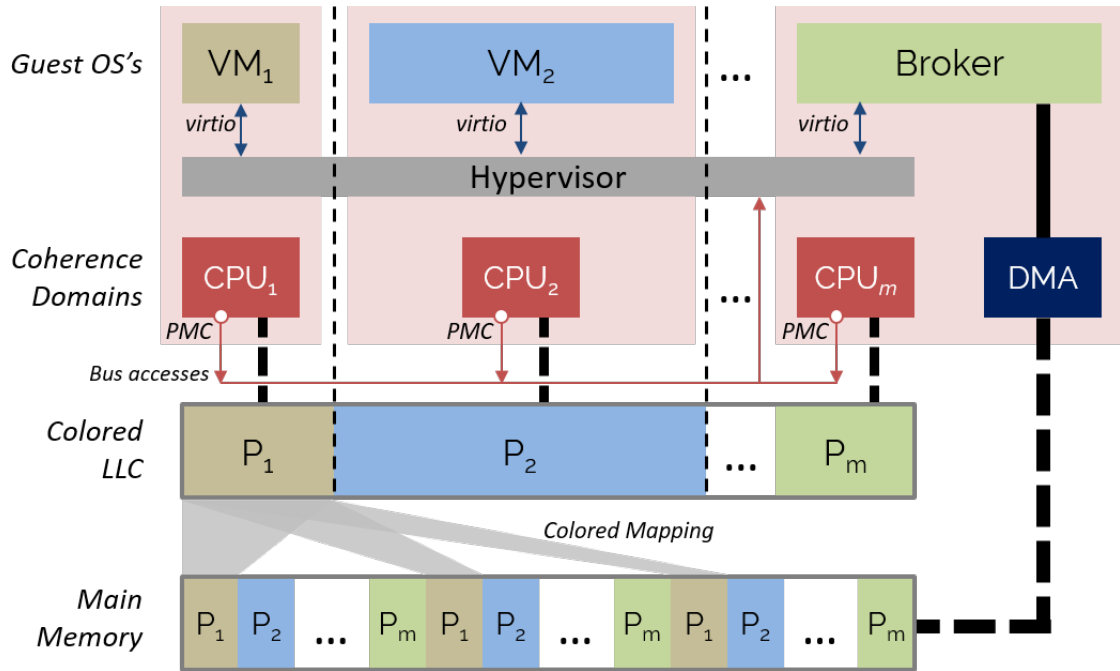 Guest OS's
VM₁
VM₂
...
Broker
virtio
virtio
virtio
Hypervisor
Coherence
Domains
CPU₁
CPU₂
...
CPUₘ
DMA
PMC
PMC
PMC
Bus accesses
Colored
LLC
P₁
P₂
...
Pₘ
Colored Mapping
Main
Memory
P₁
P₂
...
Pₘ
P₁
P₂
...
Pₘ
P₁
P₂
...
Pₘ